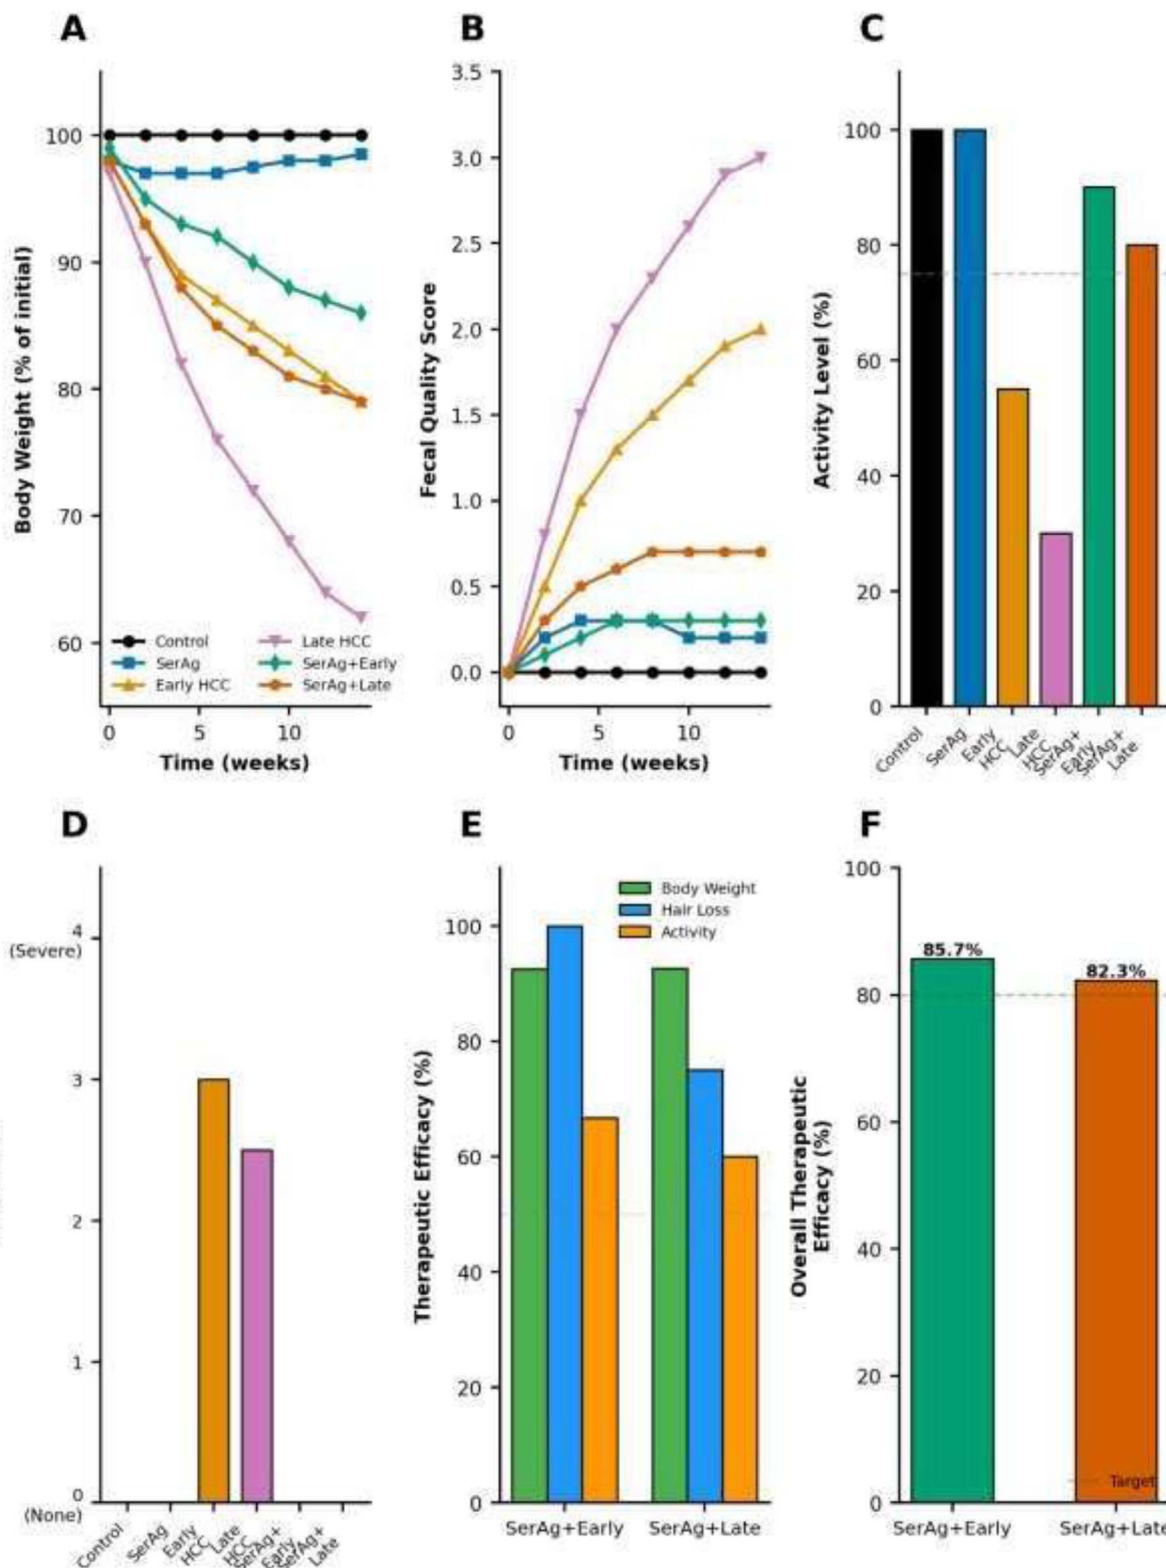 A
Body Weight (% of initial)
100
90
80
70
60
Control
SerAg
Early HCC
Late HCC
SerAg+Early
SerAg+Late
0
5
10
Time (weeks)
B
Fecal Quality Score
3.5
3.0
2.5
2.0
1.5
1.0
0.5
0.0
0
5
10
Time (weeks)
C
Activity Level (%)
100
80
60
40
20
0
Control
SerAg
Early
HCC
Late
HCC
SerAg+
Early
SerAg+
Late
D
4
(Severe)
3
2
1
0
(None)
Control
SerAg
Early
HCC
Late
HCC
SerAg+
Early
SerAg+
Late
E
Therapeutic Efficacy (%)
100
80
60
40
20
0
Body Weight
Hair Loss
Activity
SerAg+Early
SerAg+Late
F
Overall Therapeutic
Efficacy (%)
100
80
60
40
20
0
85.7%
82.3%
Target
SerAg+Early
SerAg+Late